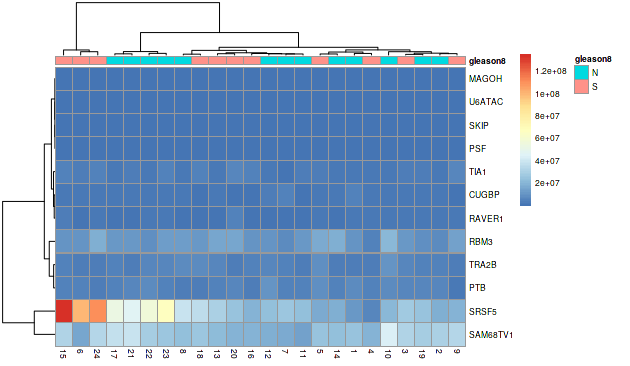 gleason8
MAGOH
U6ATAC
SKIP
PSF
TIA1
CUGBP
RAVER1
RBM3
TRA2B
PTB
SRSF5
SAM68TV1
15 6 24 17 21 22 23 8 18 13 20 16 12 7 11 5 14 1 4 10 3 19 2 9
1.2e+08
1e+08
8e+07
6e+07
4e+07
2e+07
gleason8
N
S